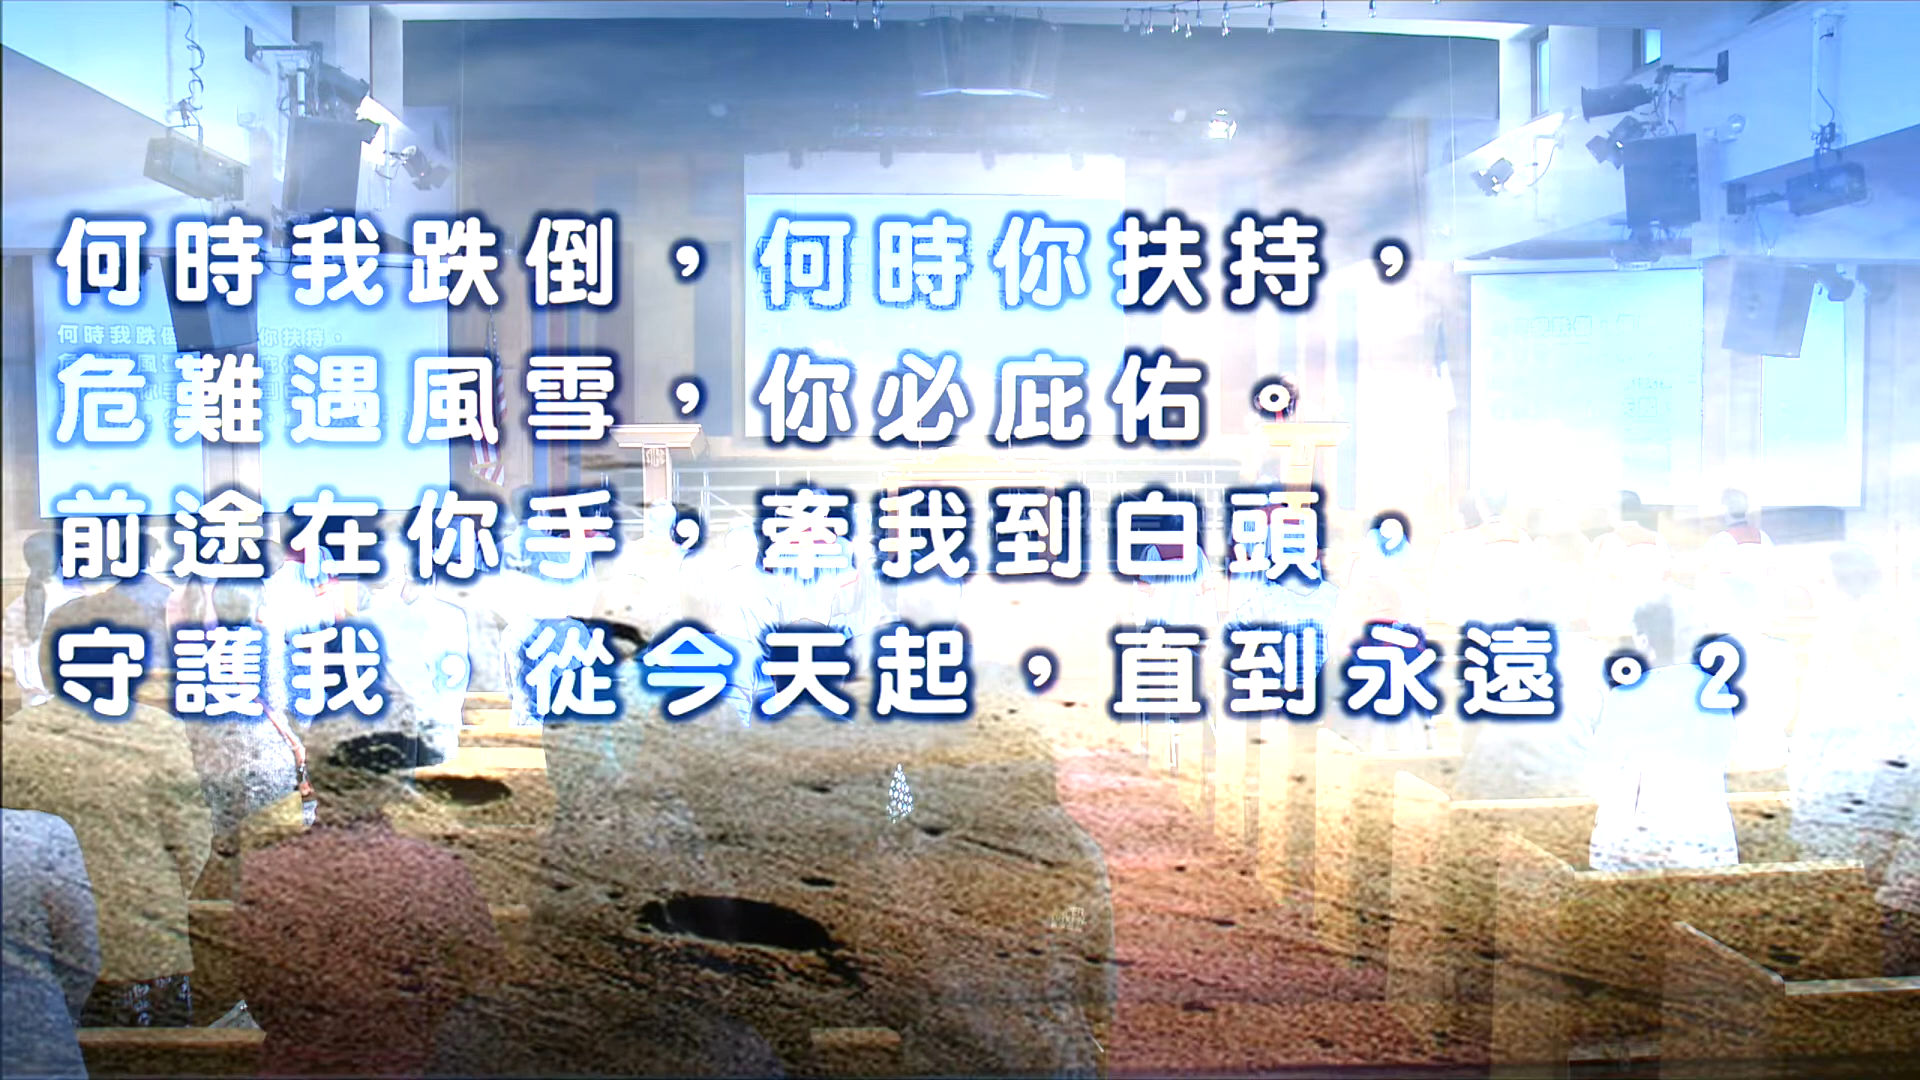 何時我跌倒，何時你扶持，
危難遇風雪，你必庇佑。
前途在你手，牽我到白頭，
守護我，從今天起，直到永遠。2